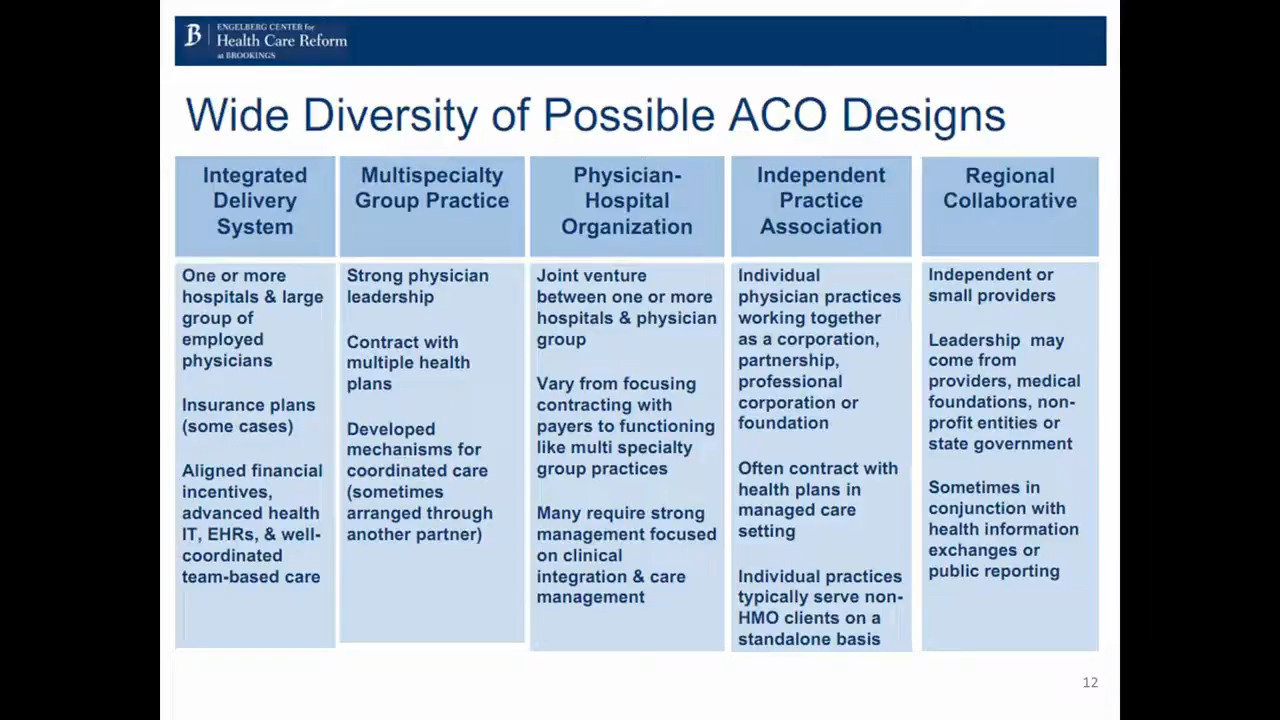 B
ENGELBERG CENTER for
Health Care Reform
at BROOKINGS
Wide Diversity of Possible ACO Designs
Integrated
Delivery
System
One or more
hospitals & large
group of
employed
physicians
Insurance plans
(some cases)
Aligned financial
incentives,
advanced health
IT, EHRs, & well-
coordinated
team-based care
Multispecialty
Group Practice
Strong physician
leadership
Contract with
multiple health
plans
Developed
mechanisms for
coordinated care
(sometimes
arranged through
another partner)
Physician-
Hospital
Organization
Joint venture
between one or more
hospitals & physician
group
Vary from focusing
contracting with
payers to functioning
like multi specialty
group practices
Many require strong
management focused
on clinical
integration & care
management
Independent
Practice
Association
Individual
physician practices
working together
as a corporation,
partnership,
professional
corporation or
foundation
Often contract with
health plans in
managed care
setting
Individual practices
typically serve non-
HMO clients on a
standalone basis
Regional
Collaborative
Independent or
small providers
Leadership may
come from
providers, medical
foundations, non-
profit entities or
state government
Sometimes in
conjunction with
health information
exchanges or
public reporting
12